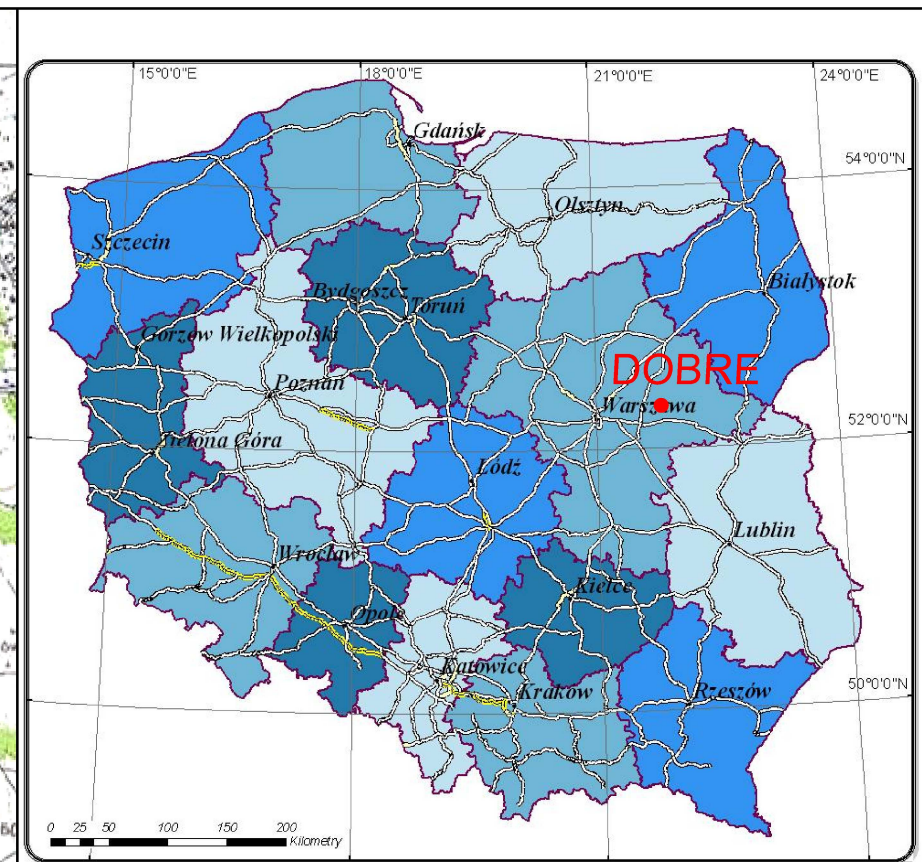 15°0'0"E
18°0'0"E
21°0'0"E
24°0'0"E
Gdańsk
54°0'0"N
Olsztyn
Szczecin
Białystok
Bydgoszcz
Toruń
Gorzów Wielkopolski
DOBRE
Poznań
Warszawa
52°0'0"N
Zielona Góra
Łódź
Lublin
Wrocław
Kielce
Opole
Katowice
Kraków
Rzeszów
50°0'0"N
0 25 50 100 150 200
Kilometry